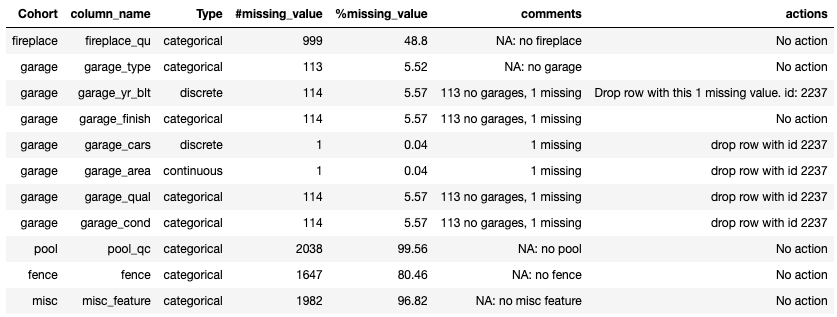 Cohort column_name Type #missing_value %missing_value comments actions
fireplace fireplace_qu categorical 999 48.8 NA: no fireplace No action
garage garage_type categorical 113 5.52 NA: no garage No action
garage garage_yr_blt discrete 114 5.57 113 no garages, 1 missing Drop row with this 1 missing value. id: 2237
garage garage_finish categorical 114 5.57 113 no garages, 1 missing No action
garage garage_cars discrete 1 0.04 1 missing drop row with id 2237
garage garage_area continuous 1 0.04 1 missing drop row with id 2237
garage garage_qual categorical 114 5.57 113 no garages, 1 missing drop row with id 2237
garage garage_cond categorical 114 5.57 113 no garages, 1 missing drop row with id 2237
pool pool_qc categorical 2038 99.56 NA: no pool No action
fence fence categorical 1647 80.46 NA: no fence No action
misc misc_feature categorical 1982 96.82 NA: no misc feature No action